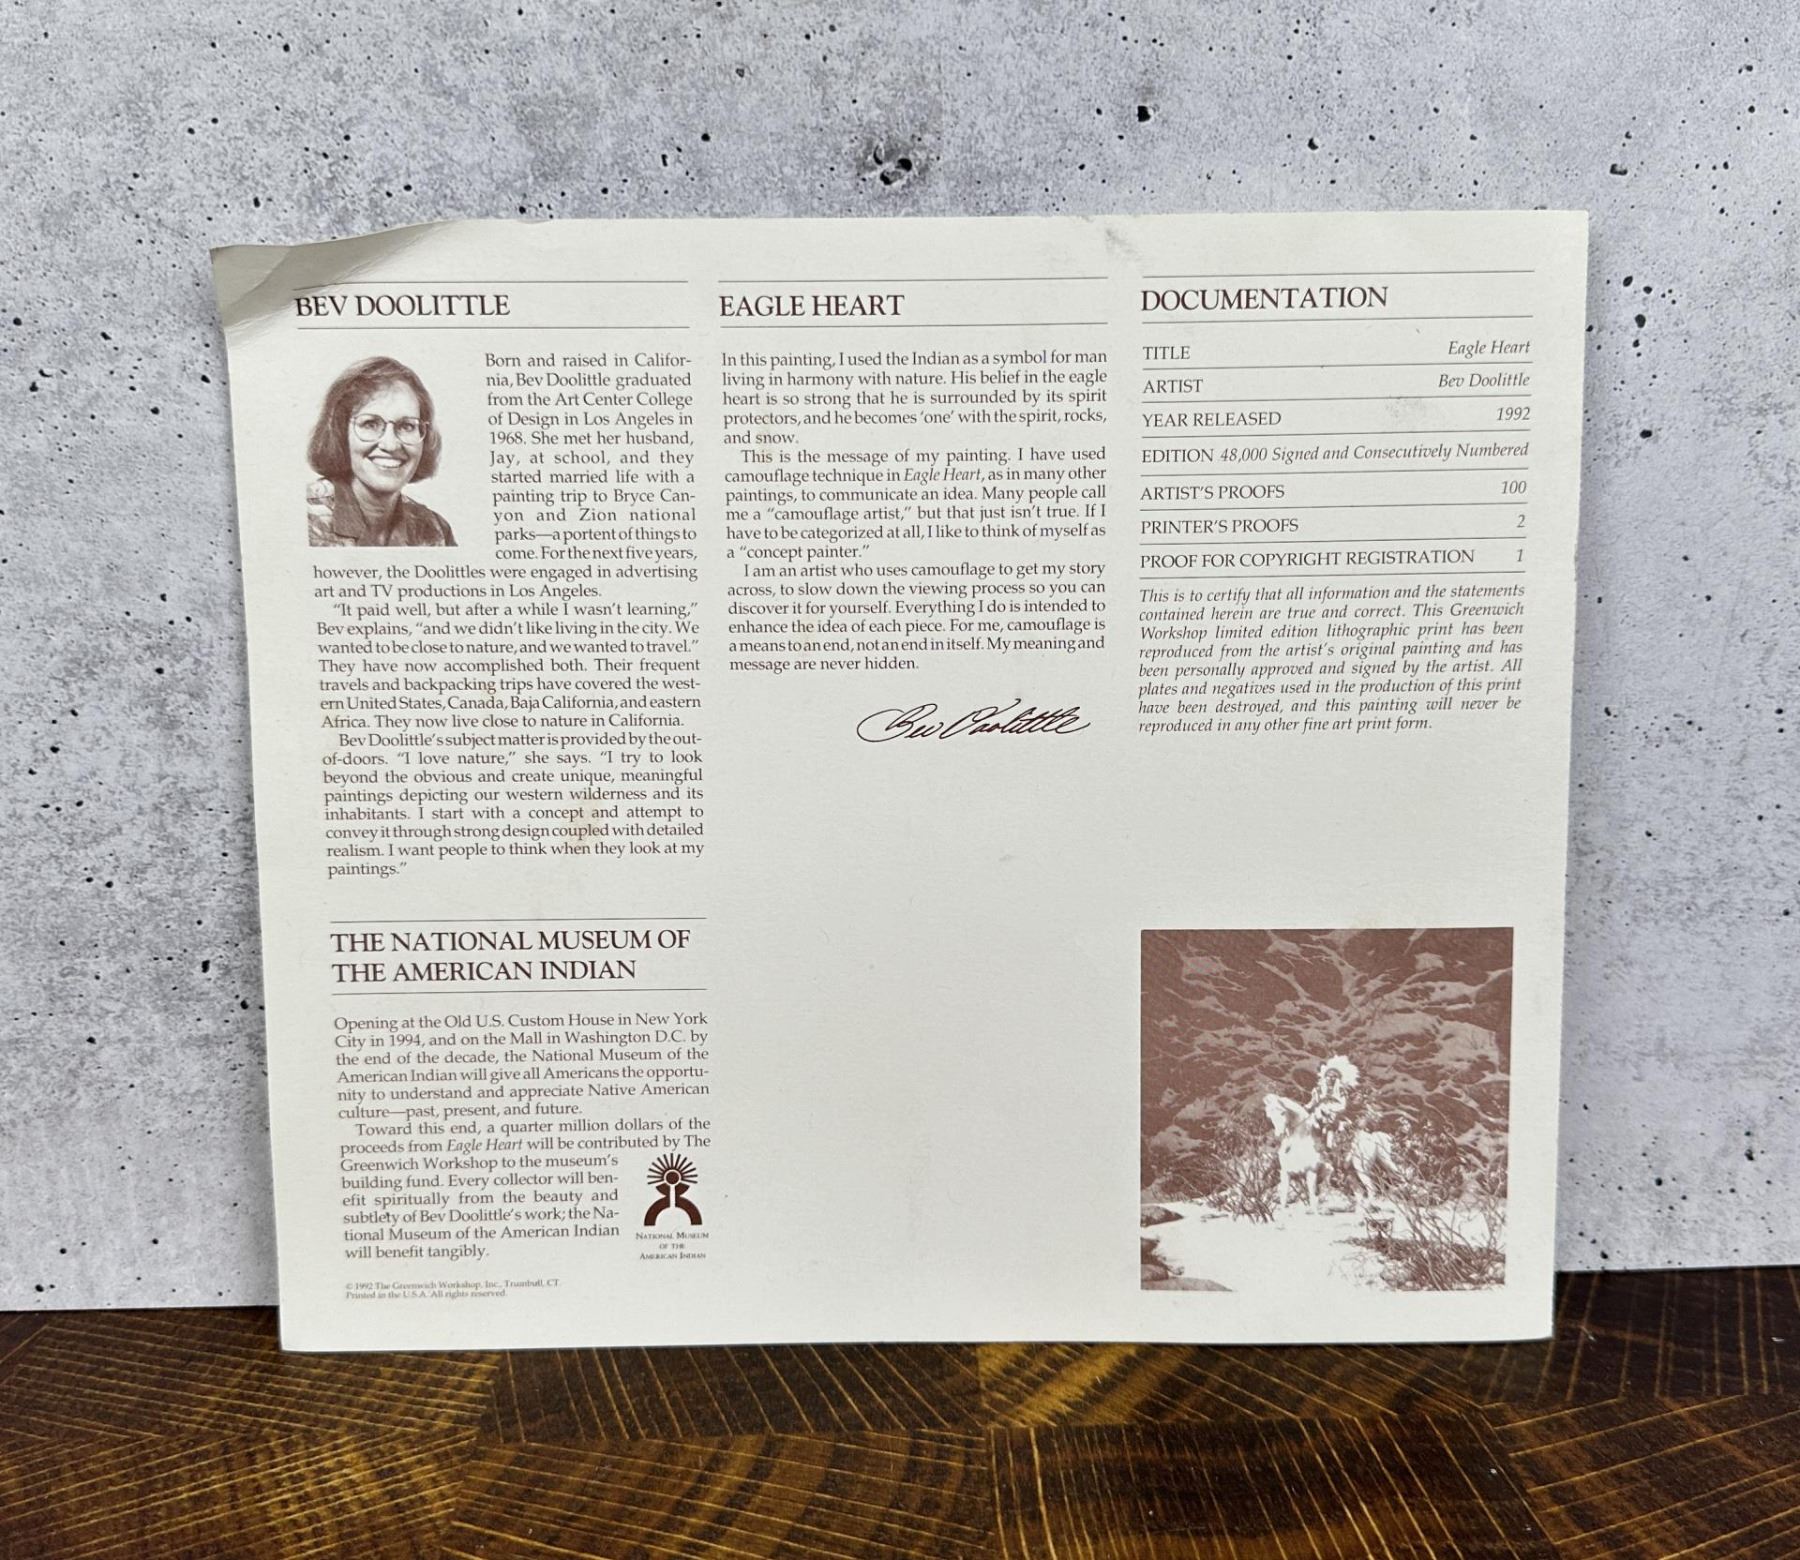 BEV DOOLITTLE
Born and raised in Califor-
nia, Bev Doolittle graduated
from the Art Center College
of Design in Los Angeles in
1968. She met her husband,
Jay, at school, and they
started married life with a
painting trip to Bryce Can-
yon and Zion national
parks—a portent of things to
come. For the next five years,
however, the Doolittles were engaged in advertising
art and TV productions in Los Angeles.
"It paid well, but after a while I wasn't learning,"
Bev explains, "and we didn't like living in the city. We
wanted to be close to nature, and we wanted to travel."
They have now accomplished both. Their frequent
travels and backpacking trips have covered the west-
ern United States, Canada, Baja California, and eastern
Africa. They now live close to nature in California.
Bev Doolittle's subject matter is provided by the out-
of-doors. "I love nature," she says. "I try to look
beyond the obvious and create unique, meaningful
paintings depicting our western wilderness and its
inhabitants. I start with a concept and attempt to
convey it through strong design coupled with detailed
realism. I want people to think when they look at my
paintings."
THE NATIONAL MUSEUM OF
THE AMERICAN INDIAN
Opening at the Old U.S. Custom House in New York
City in 1994, and on the Mall in Washington D.C. by
the end of the decade, the National Museum of the
American Indian will give all Americans the opportu-
nity to understand and appreciate Native American
culture—past, present, and future.
Toward this end, a quarter million dollars of the
proceeds from Eagle Heart will be contributed by The
Greenwich Workshop to the museum's
building fund. Every collector will ben-
efit spiritually from the beauty and
subtlety of Bev Doolittle's work; the Na-
tional Museum of the American Indian
will benefit tangibly.
NATIONAL MUSEUM
OF THE
AMERICAN INDIAN
© 1992 The Greenwich Workshop, Inc., Trumbull, CT.
Printed in the U.S.A. All rights reserved.
EAGLE HEART
In this painting, I used the Indian as a symbol for man
living in harmony with nature. His belief in the eagle
heart is so strong that he is surrounded by its spirit
protectors, and he becomes 'one' with the spirit, rocks,
and snow.
This is the message of my painting. I have used
camouflage technique in Eagle Heart, as in many other
paintings, to communicate an idea. Many people call
me a "camouflage artist," but that just isn't true. If I
have to be categorized at all, I like to think of myself as
a "concept painter."
I am an artist who uses camouflage to get my story
across, to slow down the viewing process so you can
discover it for yourself. Everything I do is intended to
enhance the idea of each piece. For me, camouflage is
a means to an end, not an end in itself. My meaning and
message are never hidden.
Bev Doolittle
DOCUMENTATION
TITLE Eagle Heart
ARTIST Bev Doolittle
YEAR RELEASED 1992
EDITION 48,000 Signed and Consecutively Numbered
ARTIST'S PROOFS 100
PRINTER'S PROOFS 2
PROOF FOR COPYRIGHT REGISTRATION 1
This is to certify that all information and the statements
contained herein are true and correct. This Greenwich
Workshop limited edition lithographic print has been
reproduced from the artist's original painting and has
been personally approved and signed by the artist. All
plates and negatives used in the production of this print
have been destroyed, and this painting will never be
reproduced in any other fine art print form.